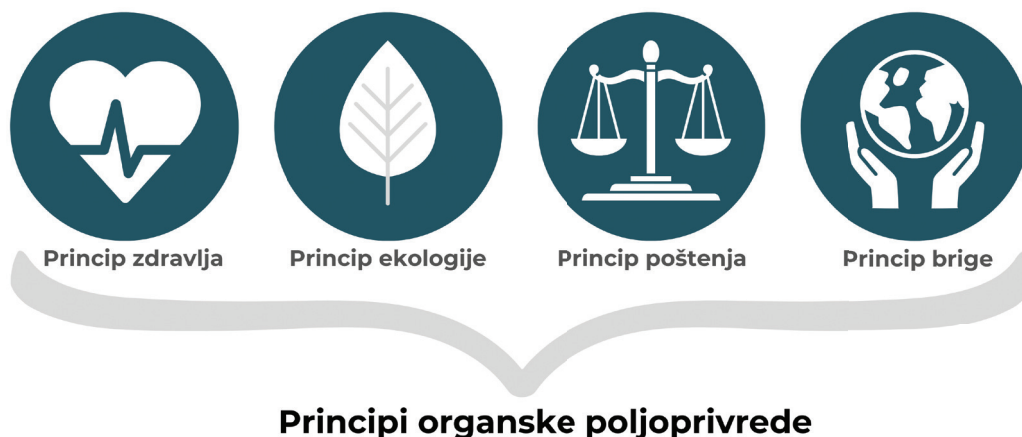 Princip zdravlja
Princip ekologije
Princip poštenja
Princip brige
Principi organske poljoprivrede